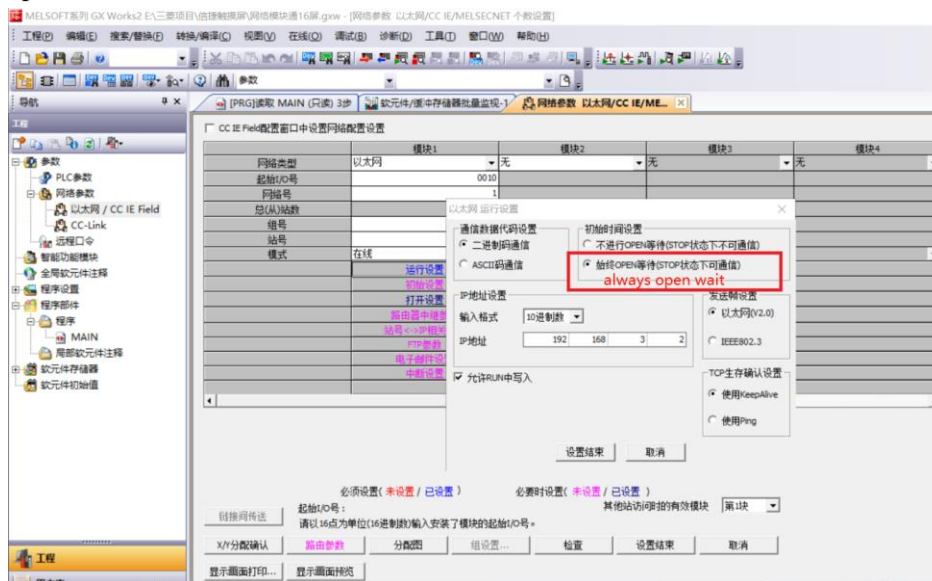 MELSOFT系列 GX Works2 E:\三菱项目\信捷触摸屏\网络模块通16屏.gxw - [网络参数 以太网/CC IE/MELSECNET 个数设置]
工程(P) 编辑(E) 搜索/替换(F) 转换/编译(C) 视图(V) 在线(O) 调试(B) 诊断(D) 工具(T) 窗口(W) 帮助(H)
参数
导航
[PRG]读取 MAIN (只读) 3步 软元件/缓冲存储器批量监视-1 网络参数 以太网/CC IE/ME...
工程
CC IE Field配置窗口中设置网络配置设置
参数
PLC参数
网络参数
以太网 / CC IE Field
CC-Link
远程口令
智能功能模块
全局软元件注释
程序设置
程序部件
程序
MAIN
局部软元件注释
软元件存储器
软元件初始值
模块1 模块2 模块3 模块4
网络类型 以太网 无 无 无
起始I/O号 0010
网络号 1
总(从)站数
组号
站号
模式 在线
运行设置
初始设置
打开设置
路由器中继参
站号<->IP相关
FTP参数
电子邮件设
中断设置
以太网 运行设置
通信数据代码设置
二进制码通信
ASCII码通信
初始时间设置
不进行OPEN等待(STOP状态下不可通信)
始终OPEN等待(STOP状态下可通信)
always open wait
IP地址设置
输入格式 10进制数
IP地址 192 168 3 2
发送帧设置
以太网(V2.0)
IEEE802.3
允许RUN中写入
TCP生存确认设置
使用KeepAlive
使用Ping
设置结束 取消
必须设置( 未设置 / 已设置 ) 必要时设置( 未设置 / 已设置 )
链接间传送
起始I/O号:
请以16点为单位(16进制数)输入安装了模块的起始I/O号。
其他站访问时的有效模块 第1块
X/Y分配确认 路由参数 分配图 组设置... 检查 设置结束 取消
显示画面打印... 显示画面预览
工程